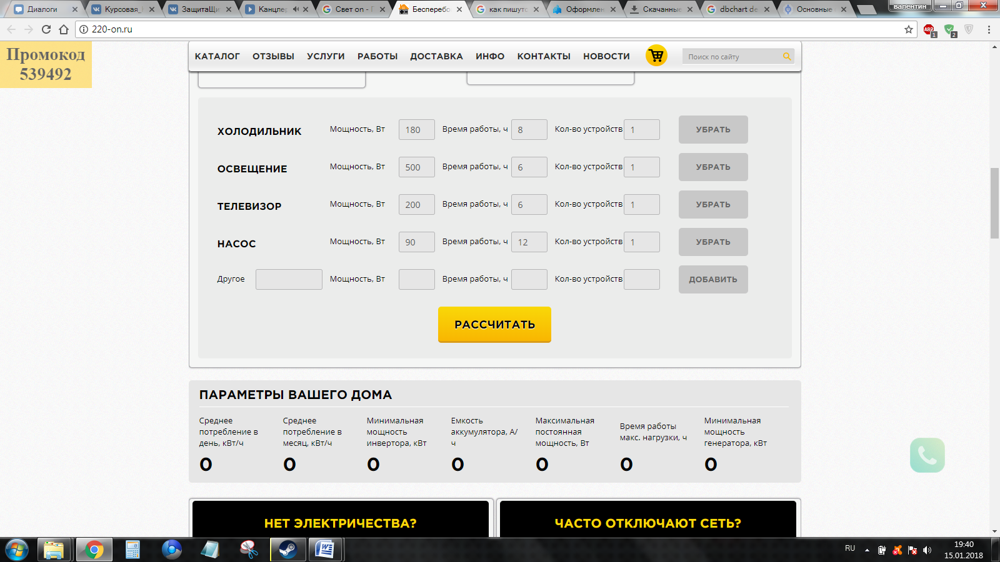 Диалоги
Курсовая_
ЗащитаЩи
Канцле
Свет on -
Бесперебо
как пишутс
Оформлен
Скачанные
dbchart de
Основные
валентин
220-on.ru
ABP
1
2
Промокод
539492
КАТАЛОГ ОТЗЫВЫ УСЛУГИ РАБОТЫ ДОСТАВКА ИНФО КОНТАКТЫ НОВОСТИ Поиск по сайту
ХОЛОДИЛЬНИК Мощность, Вт 180 Время работы, ч 8 Кол-во устройств 1 УБРАТЬ
ОСВЕЩЕНИЕ Мощность, Вт 500 Время работы, ч 6 Кол-во устройств 1 УБРАТЬ
ТЕЛЕВИЗОР Мощность, Вт 200 Время работы, ч 6 Кол-во устройств 1 УБРАТЬ
НАСОС Мощность, Вт 90 Время работы, ч 12 Кол-во устройств 1 УБРАТЬ
Другое Мощность, Вт Время работы, ч Кол-во устройств ДОБАВИТЬ
РАССЧИТАТЬ
ПАРАМЕТРЫ ВАШЕГО ДОМА
Среднее
потребление в
день, кВт/ч
0
Среднее
потребление в
месяц, кВт/ч
0
Минимальная
мощность
инвертора, кВт
0
Емкость
аккумулятора, А/
ч
0
Максимальная
постоянная
мощность, Вт
0
Время работы
макс. нагрузки, ч
0
Минимальная
мощность
генератора, кВт
0
НЕТ ЭЛЕКТРИЧЕСТВА?
ЧАСТО ОТКЛЮЧАЮТ СЕТЬ?
RU
19:40
15.01.2018